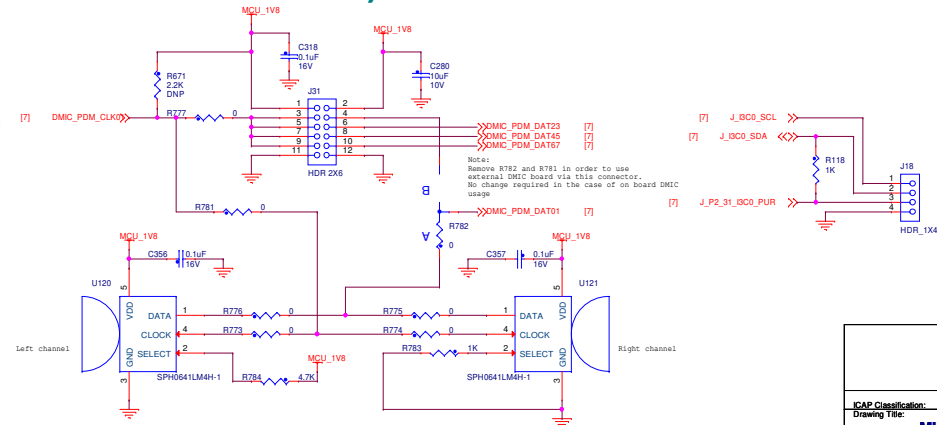 MCU_1V8
MCU_1V8
C318
0.1uF
16V
C280
10uF
10V
R671
2.2K
DNP
J31
1 2
3 4
5 6
7 8
9 10
11 12
HDR 2X6
[7] DMIC_PDM_CLK01
R777 0
DMIC_PDM_DAT23 [7]
DMIC_PDM_DAT45 [7]
DMIC_PDM_DAT67 [7]
Note:
Remove R782 and R781 in order to use
external DMIC board via this connector.
No change required in the case of on board DMIC
usage
[7] J_I3C0_SCL
[7] J_I3C0_SDA
R118
1K
[7] J_P2_31_I3C0_PUR
J18
1
2
3
4
HDR_1X4
B
A
R781 0
DMIC_PDM_DAT01 [7]
R782
0
MCU_1V8
C356 0.1uF
16V
U120
5
VDD
DATA 1
CLOCK 4
SELECT 2
GND
3
SPH0641LM4H-1
Left channel
R776 0
R773 0
R784 4.7K
MCU_1V8
R775 0
R774 0
R783 1K
MCU_1V8
C357 0.1uF
16V
U121
5
VDD
1 DATA
4 CLOCK
2 SELECT
GND
3
SPH0641LM4H-1
Right channel
ICAP Classification:
Drawing Title: